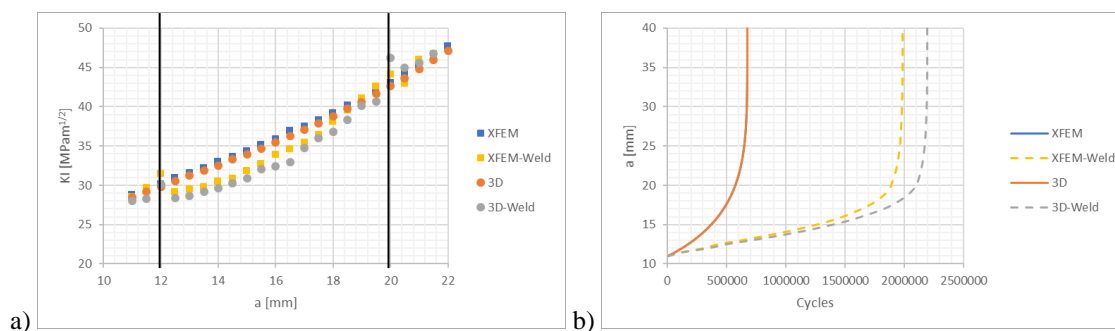 50
45
40
35
30
25
20
KI [MPam1/2]
10 12 14 16 18 20 22
a [mm]
XFEM
XFEM-Weld
3D
3D-Weld
a)
40
35
30
25
20
15
10
a [mm]
0 500000 1000000 1500000 2000000 2500000
Cycles
XFEM
XFEM-Weld
3D
3D-Weld
b)